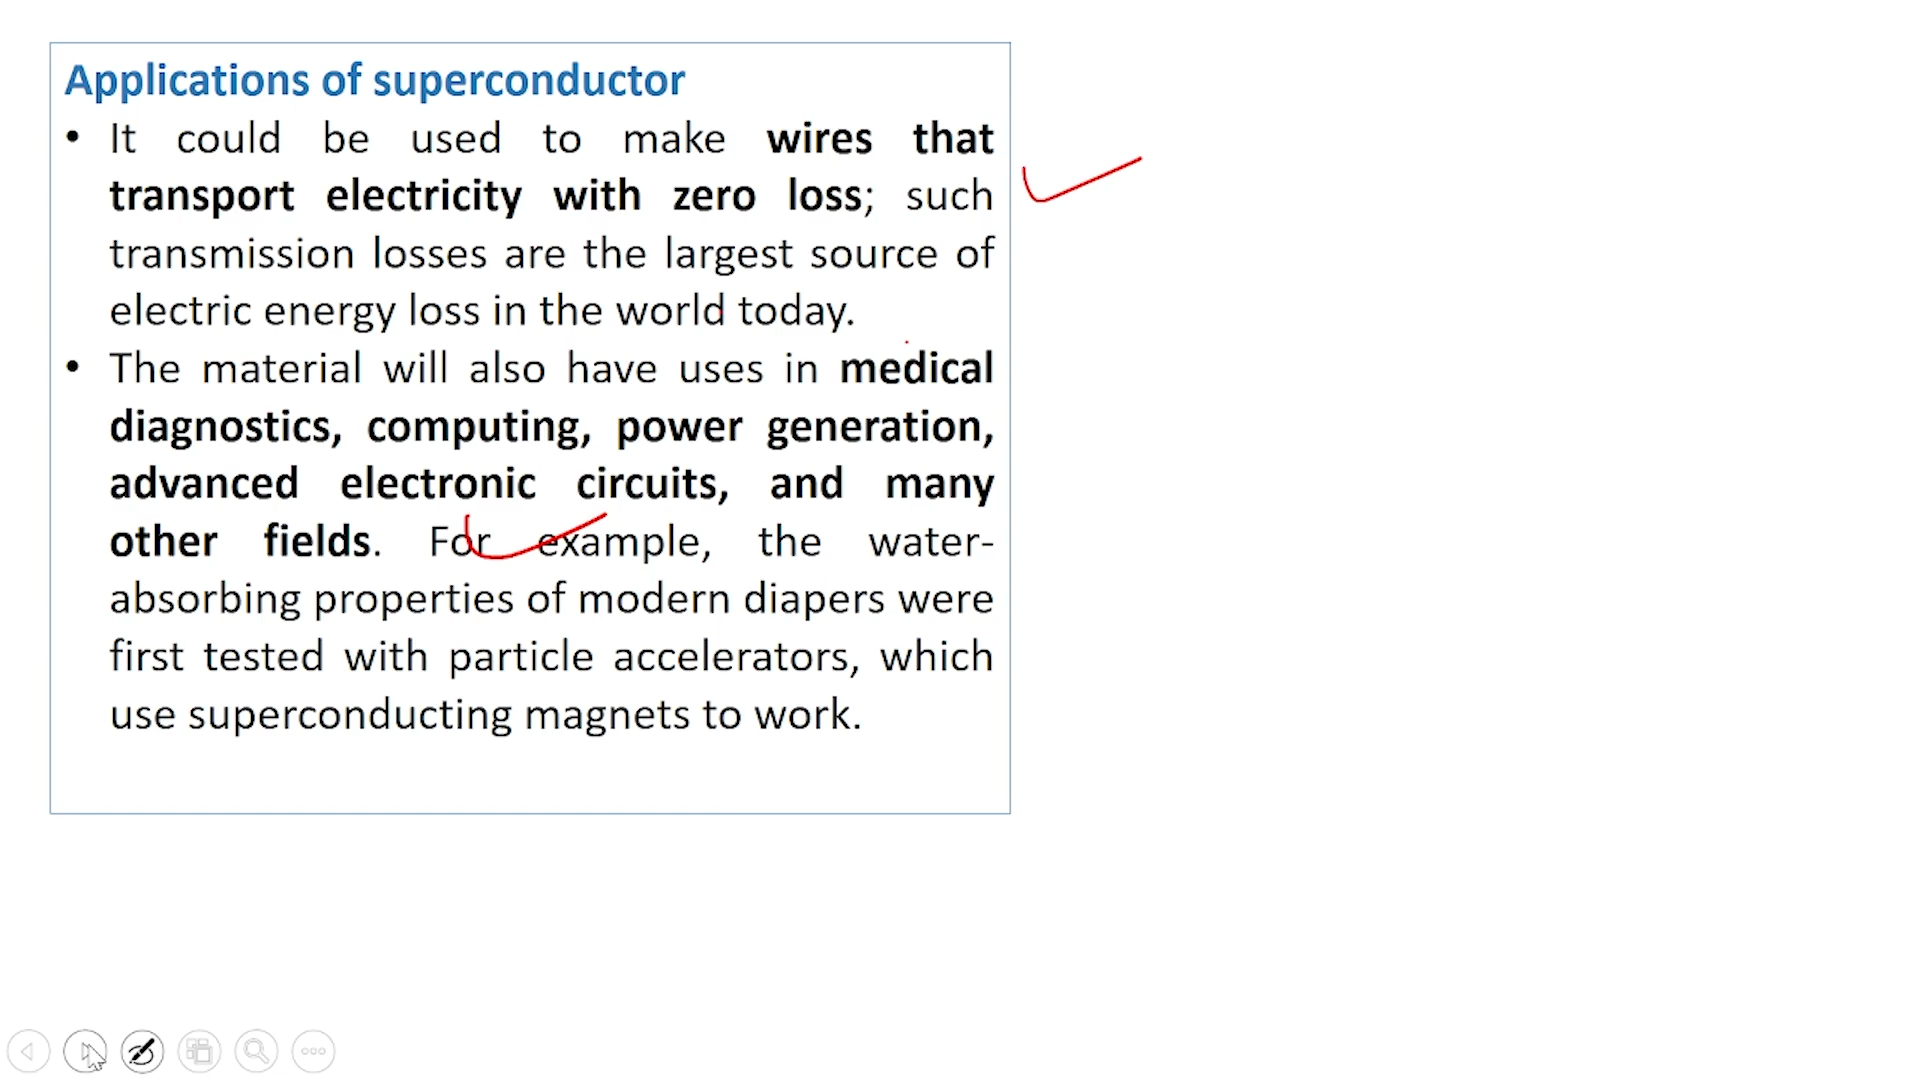 Applications of superconductor
• It could be used to make wires that
transport electricity with zero loss; such
transmission losses are the largest source of
electric energy loss in the world today.
• The material will also have uses in medical
diagnostics, computing, power generation,
advanced electronic circuits, and many
other fields. For example, the water-
absorbing properties of modern diapers were
first tested with particle accelerators, which
use superconducting magnets to work.